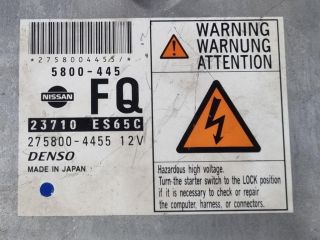 *2758004455*
5800-445
NISSAN
FQ
23710 ES65C
275800-4455 12V
DENSO
MADE IN JAPAN
WARNING
WARNUNG
ATTENTION
Hazardous high voltage.
Turn the starter switch to the LOCK position
if it is necessary to check or repair
the computer, harness, or connectors.